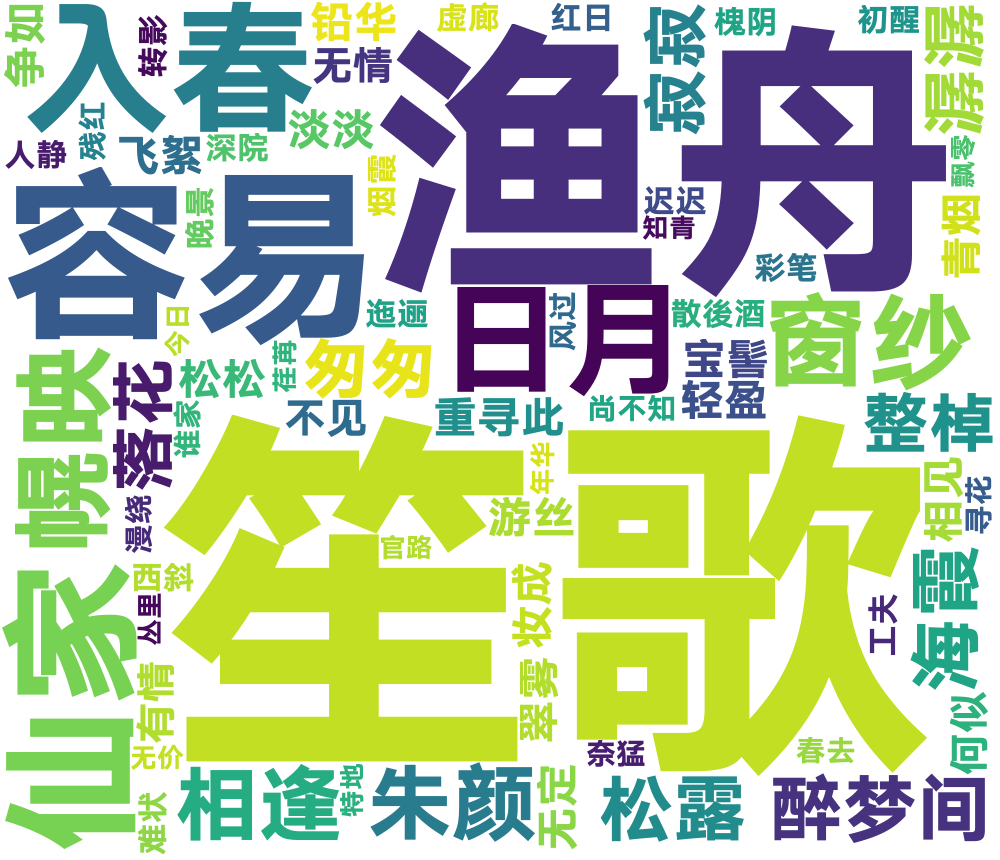 争如
入春
转影
铅华
无情
虚廊
红日
渔舟
寂寂
槐阴
初醒
潺潺
人静
残红
飞絮
深院
淡淡
烟霞
迟迟
知青
飘零
青烟
容易
晚景
彩笔
今日
迤逦
日月
风过
散後酒
窗纱
幌映
落花
松松
荏苒
匆匆
宝髻
轻盈
谁家
不见
重寻此
尚不知
整棹
笙歌
漫绕
年华
游丝
官路
相见
寻花
仙家
西斜
丛里
有情
无价
妆成
翠雾
海霞
工夫
何似
奈猛
春去
难状
相逢
特地
朱颜
无定
松露
醉梦间